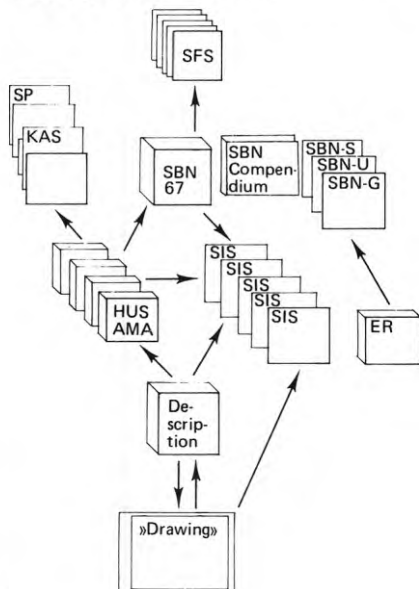 SFS
SP
KAS
SBN
67
SBN
Compen-
dium
SBN-S
SBN-U
SBN-G
SIS
SIS
SIS
SIS
SIS
HUS
AMA
ER
De-
scrip-
tion
»Drawing»